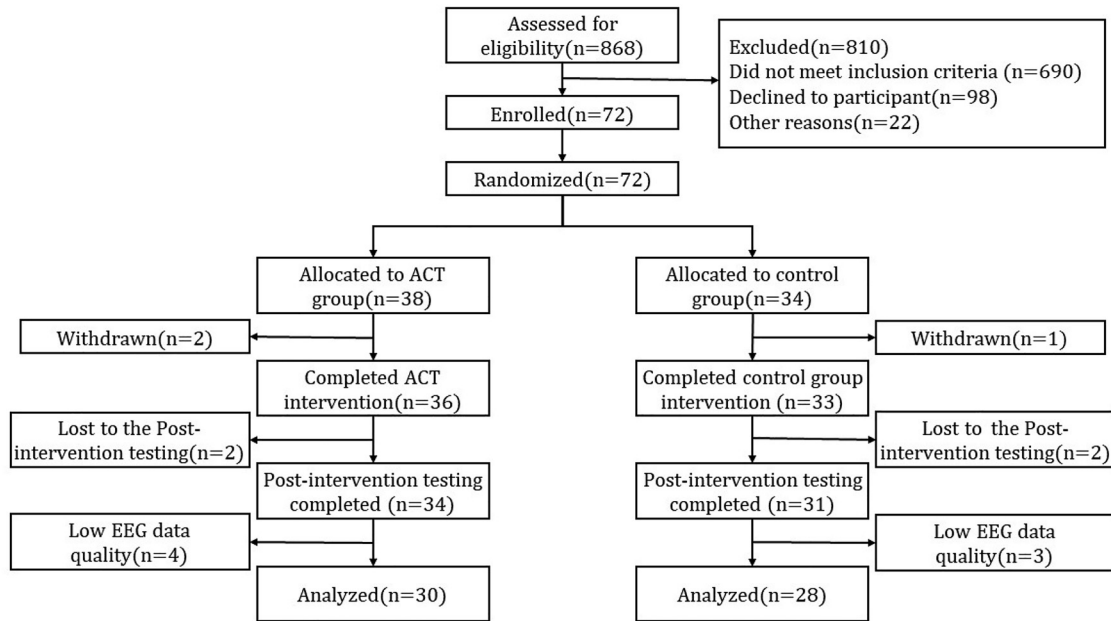 Assessed for
eligibility(n=868)
Excluded(n=810)
Did not meet inclusion criteria (n=690)
Declined to participant(n=98)
Other reasons(n=22)
Enrolled(n=72)
Randomized(n=72)
Allocated to ACT
group(n=38)
Allocated to control
group(n=34)
Withdrawn(n=2)
Withdrawn(n=1)
Completed ACT
intervention(n=36)
Completed control group
intervention (n=33)
Lost to the Post-
intervention testing(n=2)
Lost to the Post-
intervention testing(n=2)
Post-intervention testing
completed (n=34)
Post-intervention testing
completed (n=31)
Low EEG data
quality(n=4)
Low EEG data
quality(n=3)
Analyzed(n=30)
Analyzed(n=28)